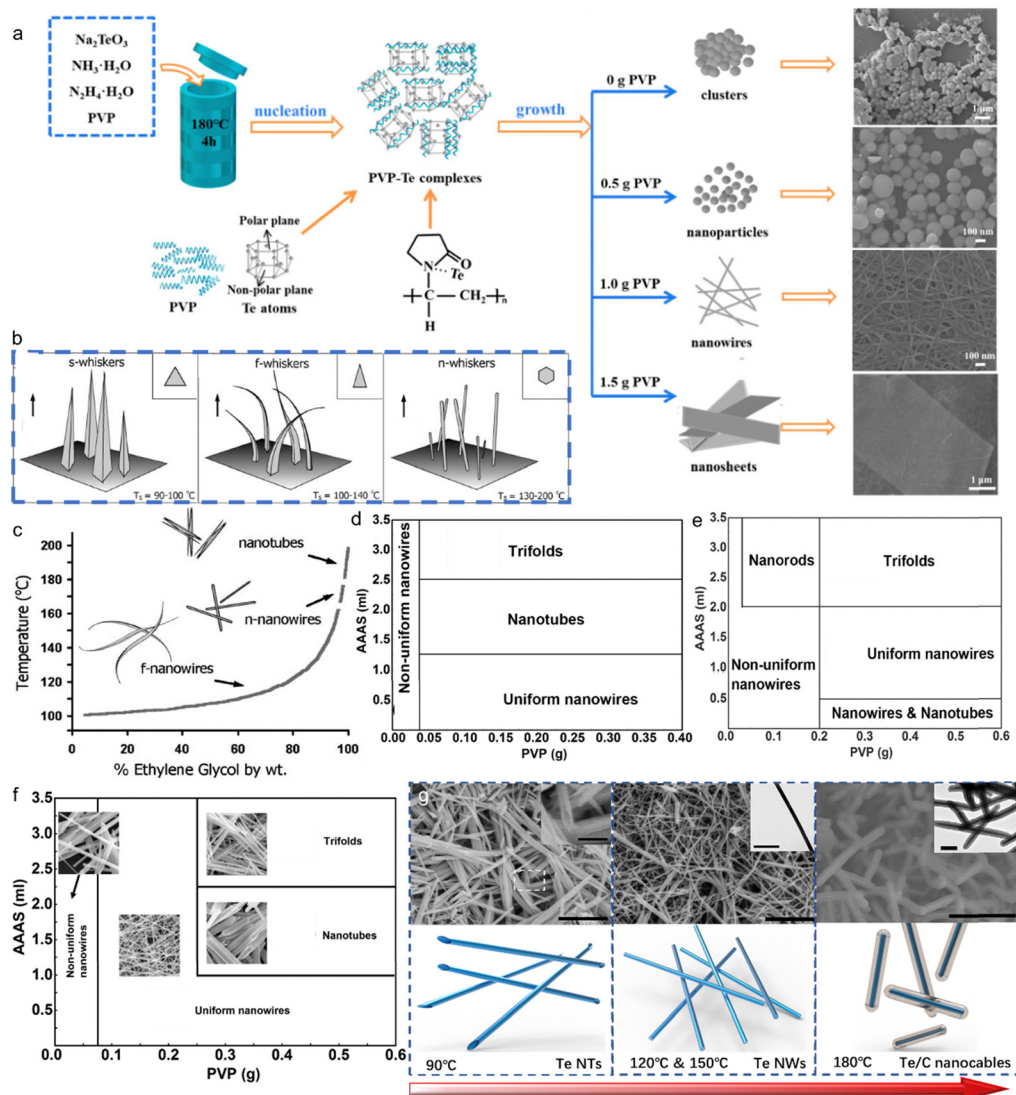 a
Na₂TeO₃
NH₃·H₂O
N₂H₄·H₂O
PVP
180°C
4h
nucleation
PVP-Te complexes
growth
Polar plane
Non-polar plane
PVP
Te atoms
N
O
Te
C
CH₂
n
H
0 g PVP
clusters
1 μm
0.5 g PVP
nanoparticles
100 nm
1.0 g PVP
nanowires
100 nm
1.5 g PVP
nanosheets
1 μm
b
s-whiskers
f-whiskers
n-whiskers
Tₛ = 90-100 °C
Tₛ = 100-140 °C
Tₛ = 130-200 °C
c
Temperature (°C)
200
180
160
140
120
100
nanotubes
n-nanowires
f-nanowires
0 20 40 60 80 100
% Ethylene Glycol by wt.
d
AAAS (ml)
3.5
3.0
2.5
2.0
1.5
1.0
0.5
Non-uniform nanowires
Trifolds
Nanotubes
Uniform nanowires
0.00 0.05 0.10 0.15 0.20 0.25 0.30 0.35 0.40
PVP (g)
e
AAAS (ml)
3.5
3.0
2.5
2.0
1.5
1.0
0.5
Nanorods
Trifolds
Non-uniform
nanowires
Uniform nanowires
Nanowires & Nanotubes
0.0 0.1 0.2 0.3 0.4 0.5 0.6
PVP (g)
f
AAAS (ml)
3.5
3.0
2.5
2.0
1.5
1.0
0.5
Non-uniform
nanowires
Trifolds
Nanotubes
Uniform nanowires
0.0 0.1 0.2 0.3 0.4 0.5 0.6
PVP (g)
g
90℃ Te NTs
120℃ & 150℃ Te NWs
180℃ Te/C nanocables